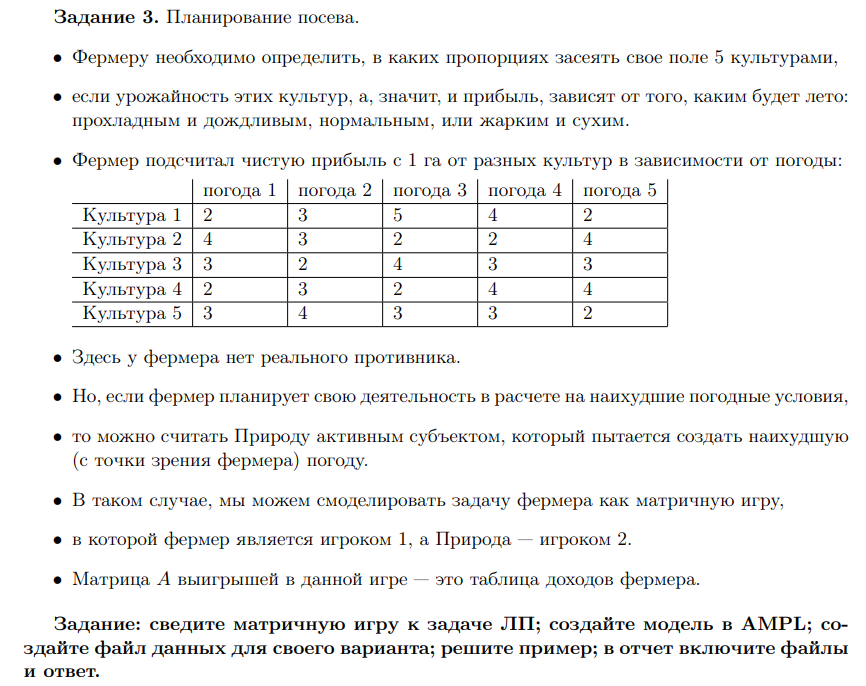 Задание 3. Планирование посева.
• Фермеру необходимо определить, в каких пропорциях засеять свое поле 5 культурами,
• если урожайность этих культур, а, значит, и прибыль, зависят от того, каким будет лето:
прохладным и дождливым, нормальным, или жарким и сухим.
• Фермер подсчитал чистую прибыль с 1 га от разных культур в зависимости от погоды:
погода 1 погода 2 погода 3 погода 4 погода 5
Культура 1 2 3 5 4 2
Культура 2 4 3 2 2 4
Культура 3 3 2 4 3 3
Культура 4 2 3 2 4 4
Культура 5 3 4 3 3 2
• Здесь у фермера нет реального противника.
• Но, если фермер планирует свою деятельность в расчете на наихудшие погодные условия,
• то можно считать Природу активным субъектом, который пытается создать наихудшую
(с точки зрения фермера) погоду.
• В таком случае, мы можем смоделировать задачу фермера как матричную игру,
• в которой фермер является игроком 1, а Природа — игроком 2.
• Матрица A выигрышей в данной игре — это таблица доходов фермера.
Задание: сведите матричную игру к задаче ЛП; создайте модель в AMPL; со-
здайте файл данных для своего варианта; решите пример; в отчет включите файлы
и ответ.